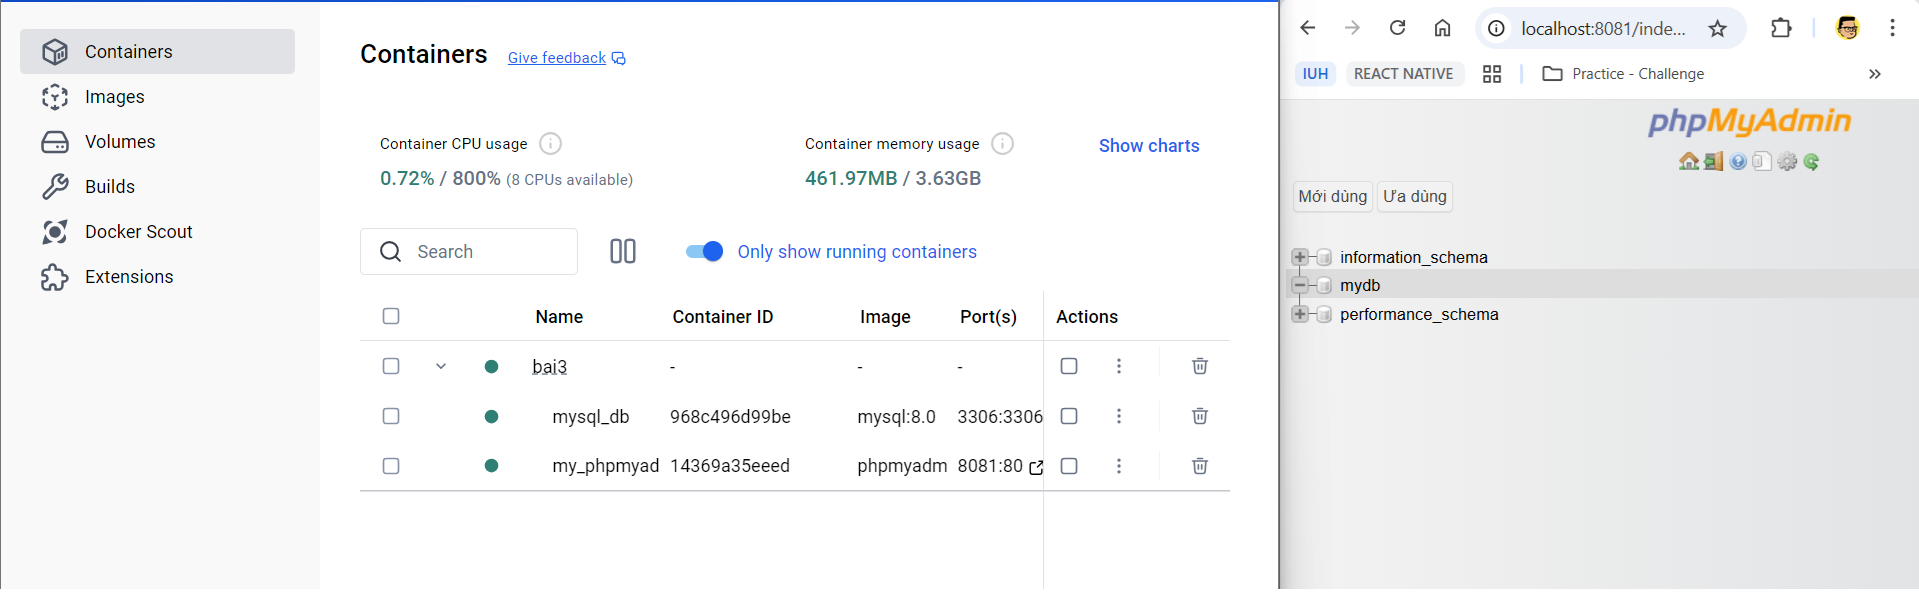 Containers
Images
Volumes
Builds
Docker Scout
Extensions
Containers Give feedback
Container CPU usage
0.72% / 800% (8 CPUs available)
Container memory usage
461.97MB / 3.63GB
Show charts
Search
Only show running containers
Name Container ID Image Port(s) Actions
bai3 - - -
mysql_db 968c496d99be mysql:8.0 3306:3306
my_phpmyad 14369a35eeed phpmyadm 8081:80
localhost:8081/inde...
IUH REACT NATIVE Practice - Challenge
phpMyAdmin
Mới dùng Ưa dùng
information_schema
mydb
performance_schema